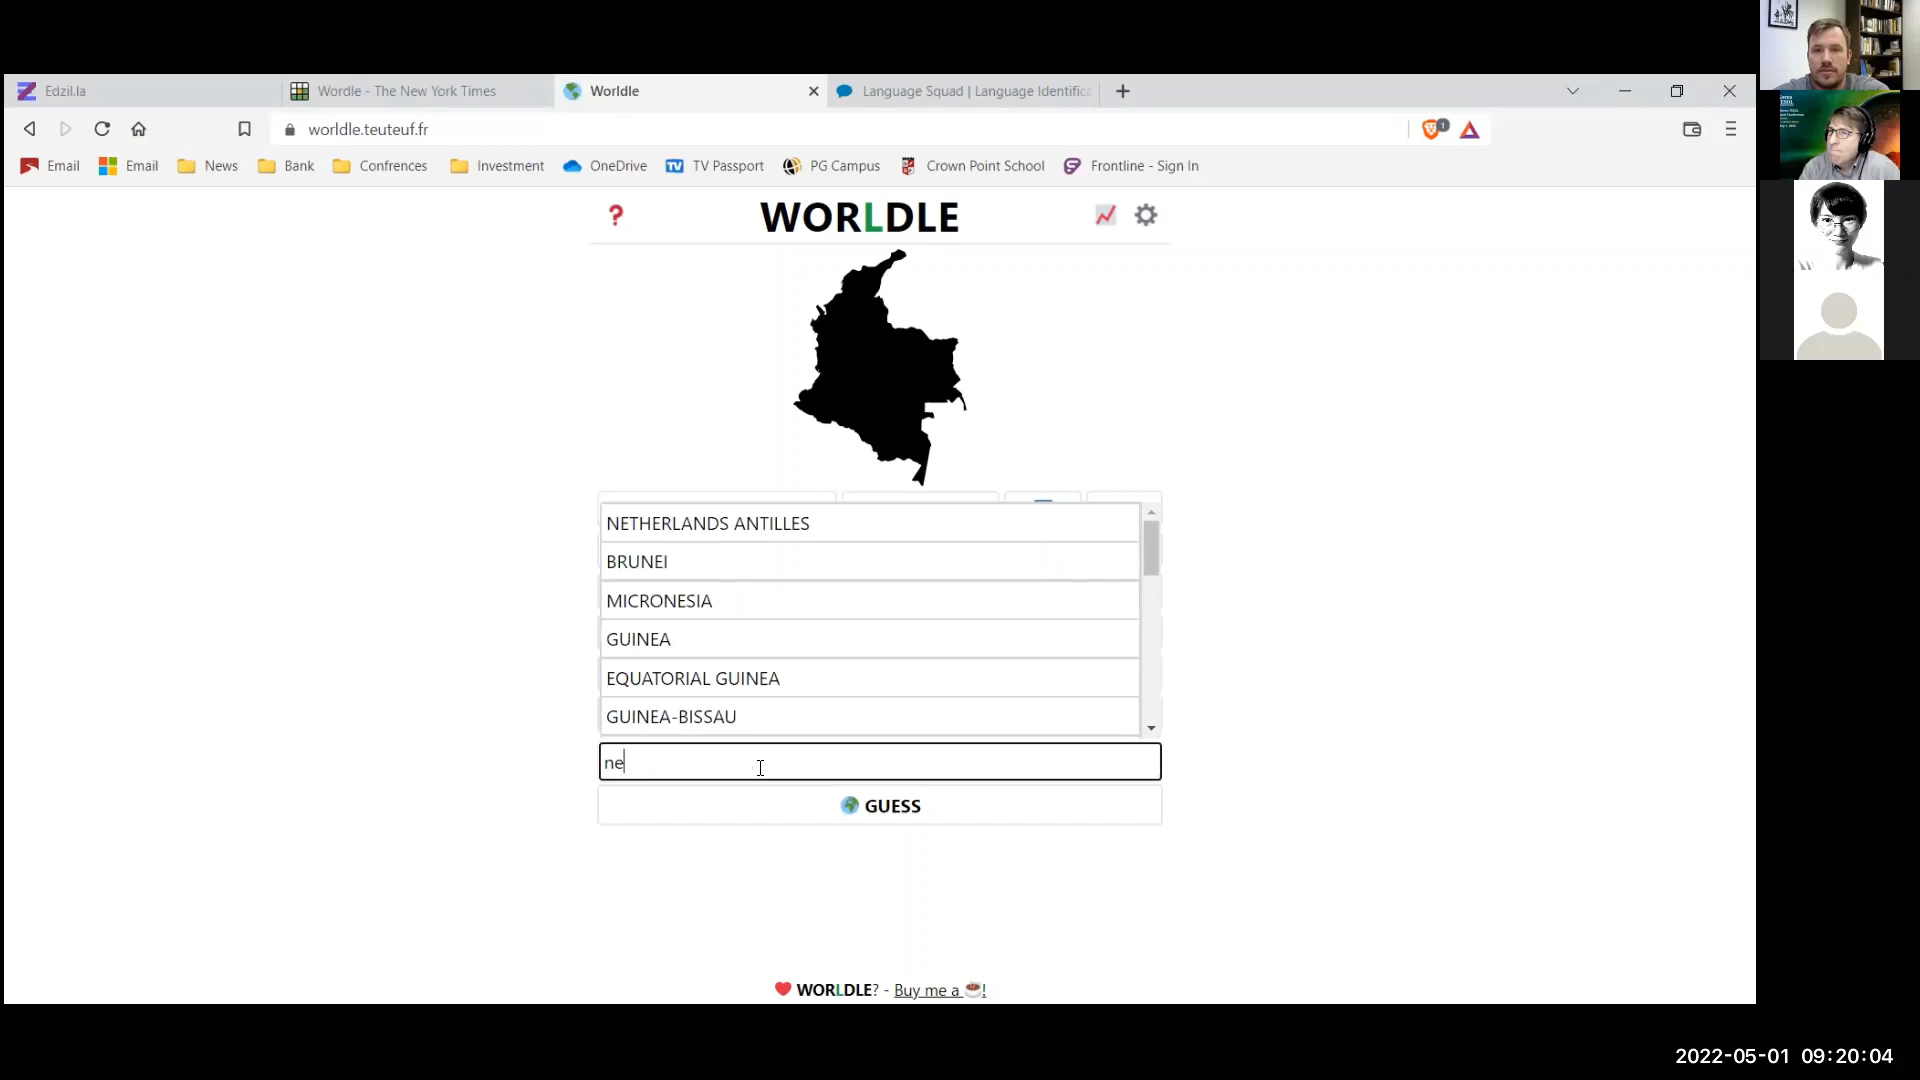 Edzil.la
Wordle - The New York Times
Worldle
Language Squad | Language Identifica
worldle.teuteuf.fr
1
Email
Email
News
Bank
Confrences
Investment
OneDrive
TV Passport
PG Campus
Crown Point School
Frontline - Sign In
?
WORLDLE
NETHERLANDS ANTILLES
BRUNEI
MICRONESIA
GUINEA
EQUATORIAL GUINEA
GUINEA-BISSAU
ne
GUESS
WORLDLE? - Buy me a ☕!
2022-05-01 09:20:04